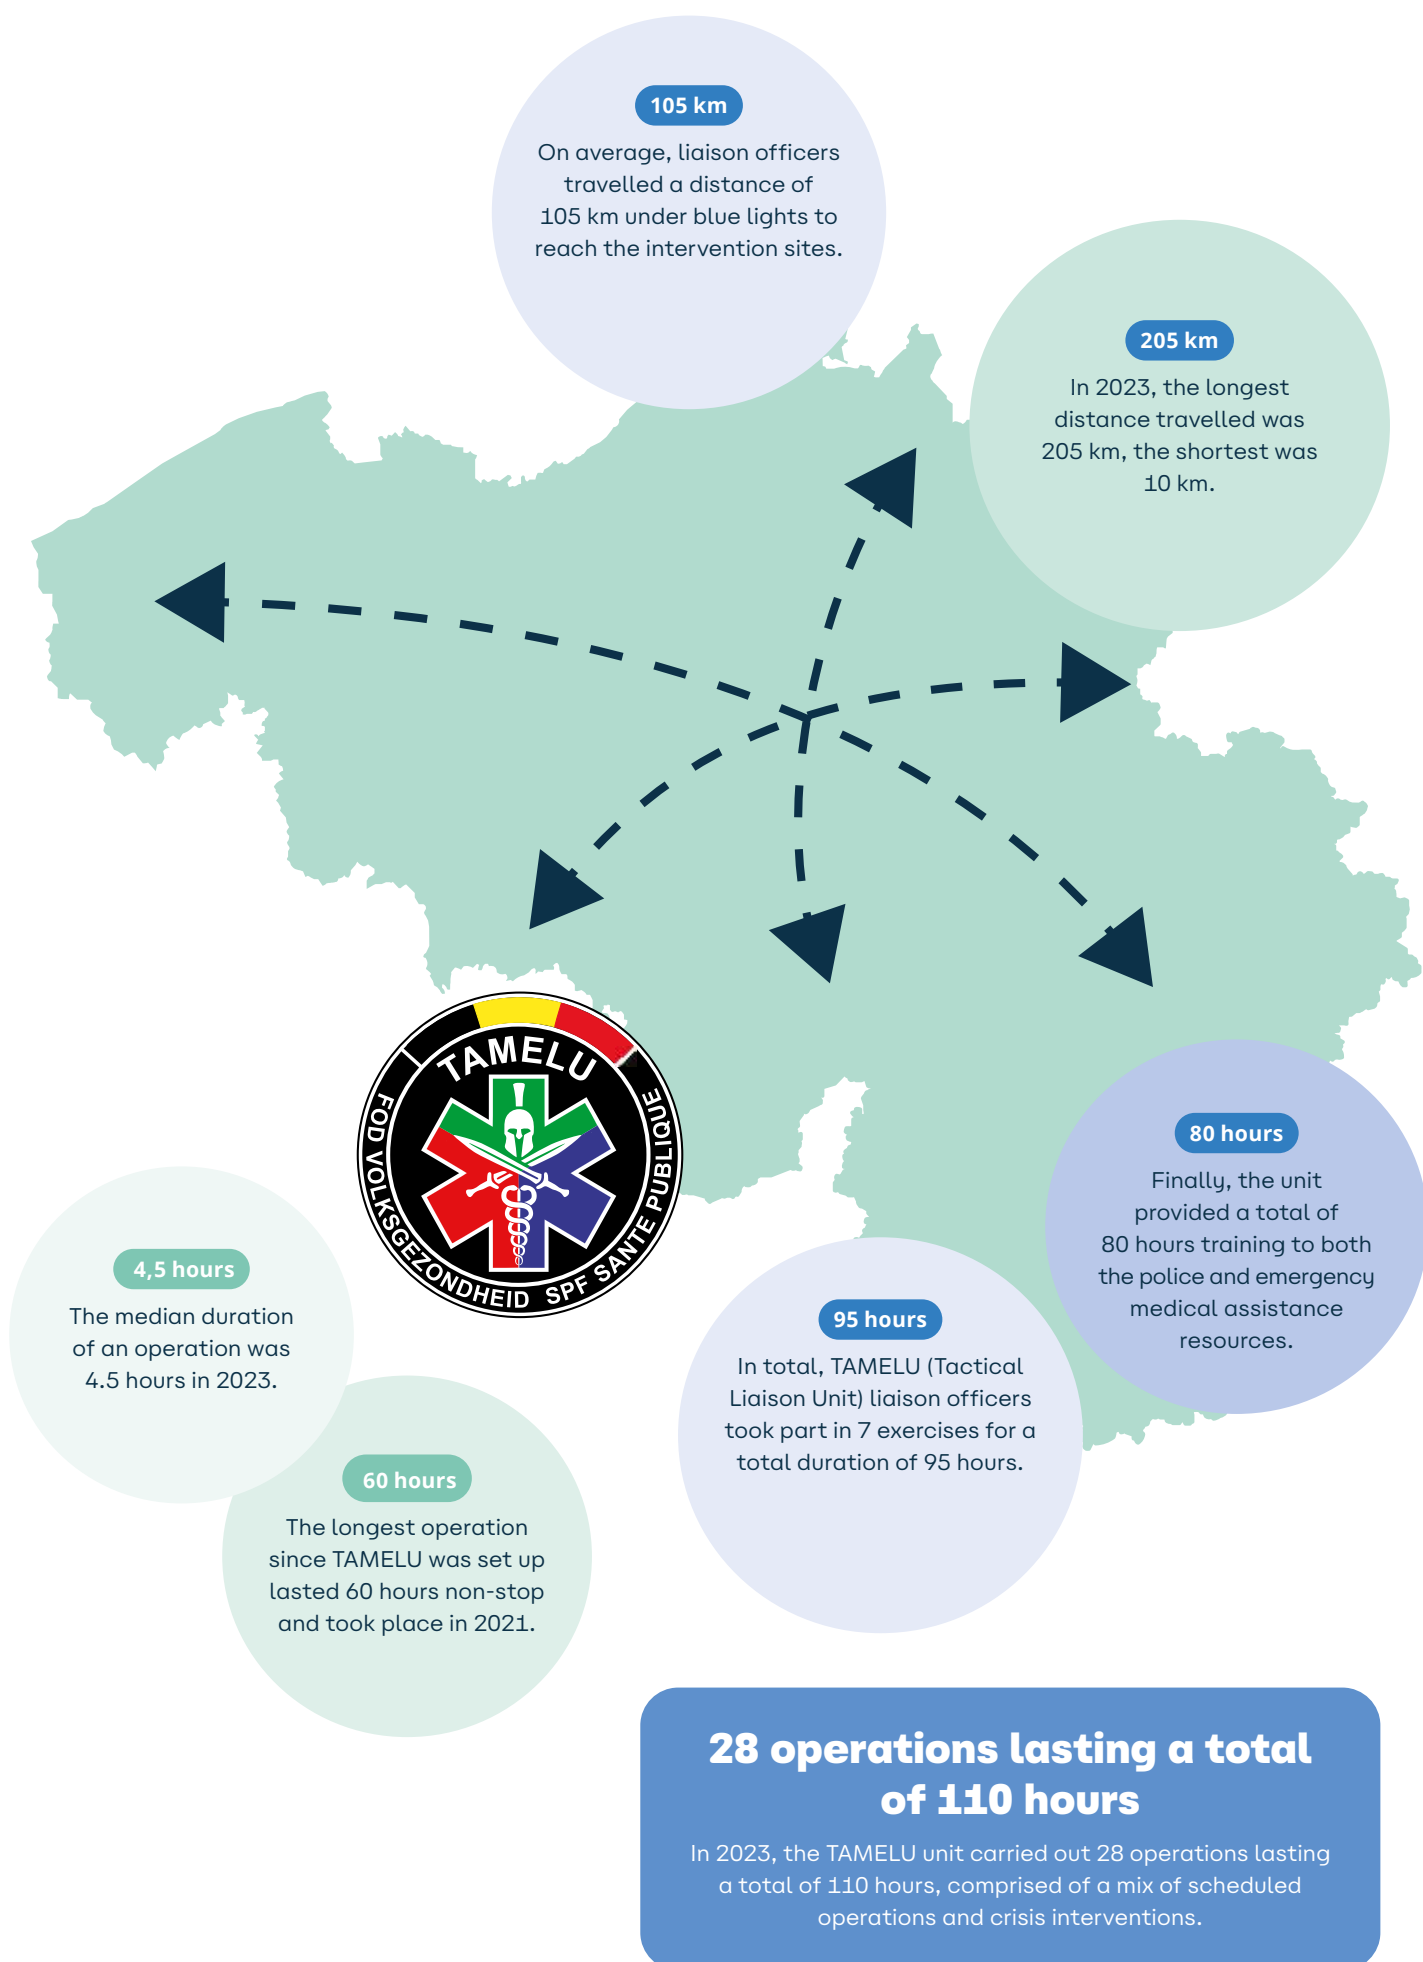 105 km
On average, liaison officers
travelled a distance of
105 km under blue lights to
reach the intervention sites.
205 km
In 2023, the longest
distance travelled was
205 km, the shortest was
10 km.
TAMELU
FOD VOLKSGEZONDHEID SPF SANTE PUBLIQUE
80 hours
Finally, the unit
provided a total of
80 hours training to both
the police and emergency
medical assistance
resources.
4,5 hours
The median duration
of an operation was
4.5 hours in 2023.
95 hours
In total, TAMELU (Tactical
Liaison Unit) liaison officers
took part in 7 exercises for a
total duration of 95 hours.
60 hours
The longest operation
since TAMELU was set up
lasted 60 hours non-stop
and took place in 2021.
28 operations lasting a total
of 110 hours
In 2023, the TAMELU unit carried out 28 operations lasting
a total of 110 hours, comprised of a mix of scheduled
operations and crisis interventions.